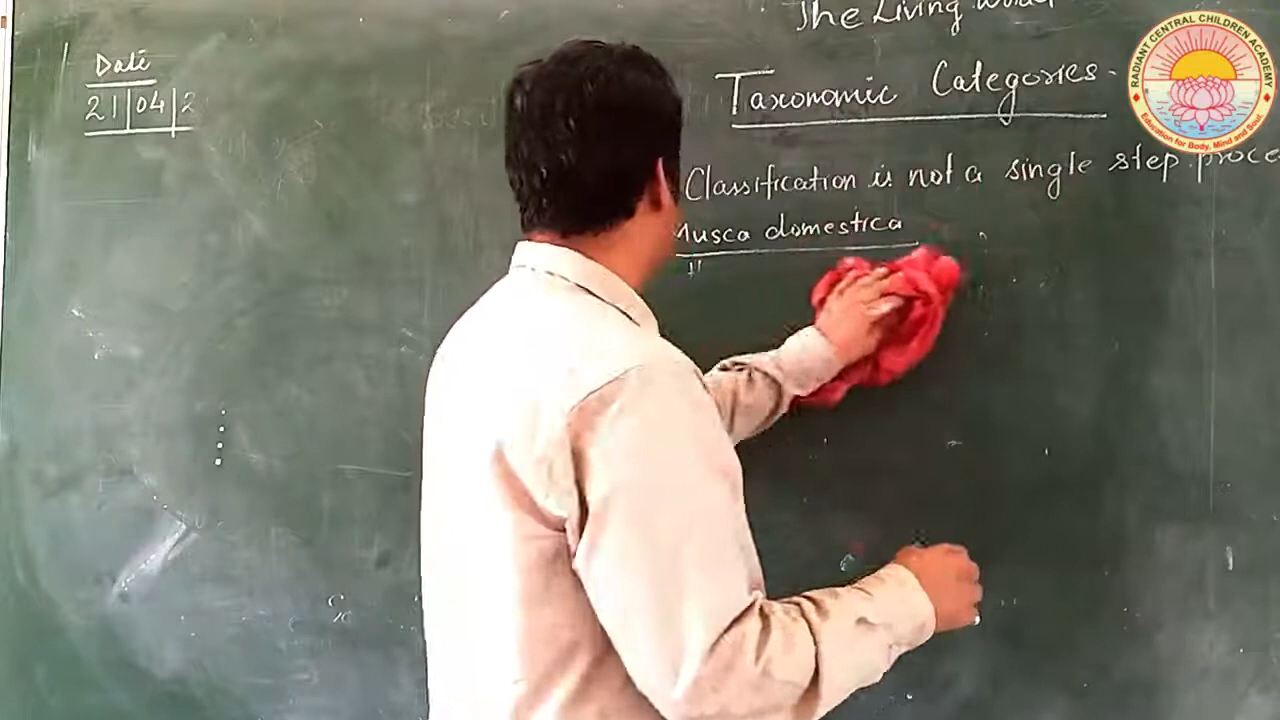 The Living World
Date
21|04|2
Taxonomic Categories-
Classification is not a single step proce
Musca domestica
RADIANT CENTRAL CHILDREN ACADEMY
Education for Body, Mind and Soul.